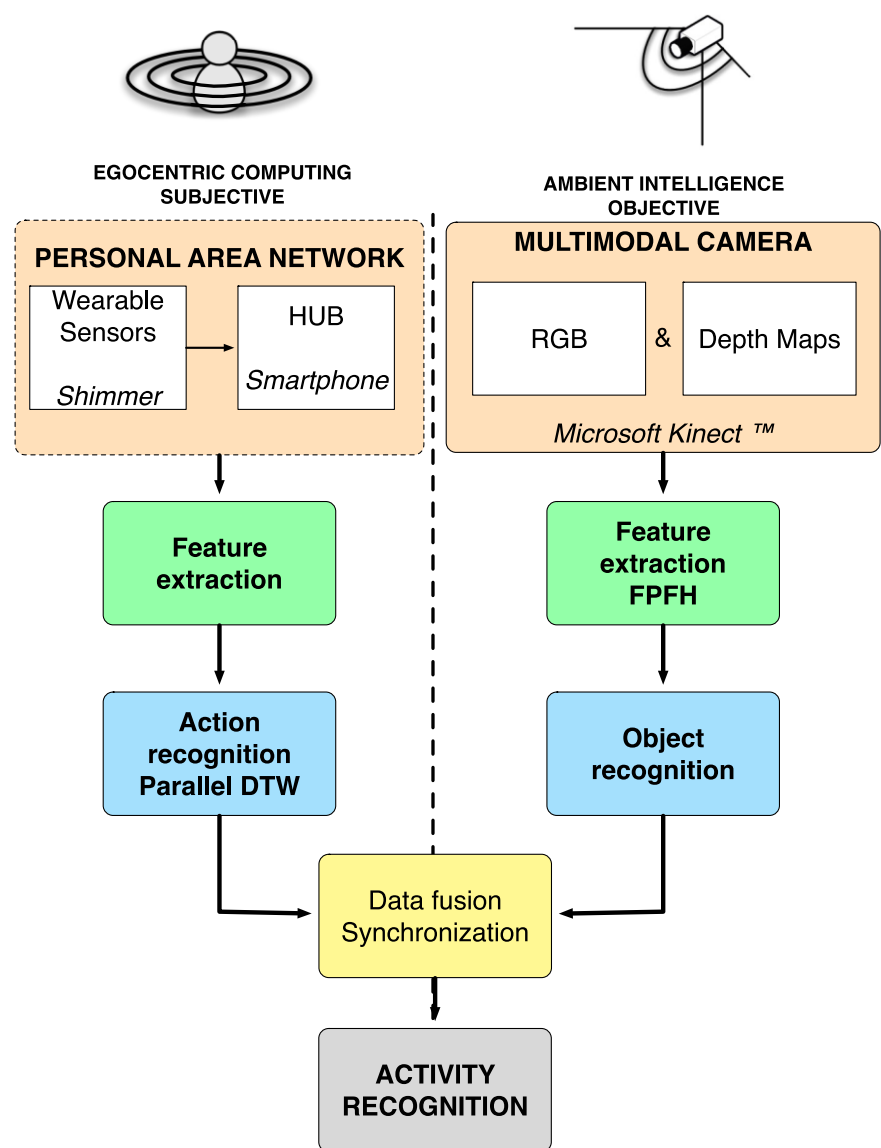 EGOCENTRIC COMPUTING
SUBJECTIVE
PERSONAL AREA NETWORK
Wearable
Sensors
Shimmer
HUB
Smartphone
Feature
extraction
Action
recognition
Parallel DTW
AMBIENT INTELLIGENCE
OBJECTIVE
MULTIMODAL CAMERA
RGB
&
Depth Maps
Microsoft Kinect ™
Feature
extraction
FPFH
Object
recognition
Data fusion
Synchronization
ACTIVITY
RECOGNITION